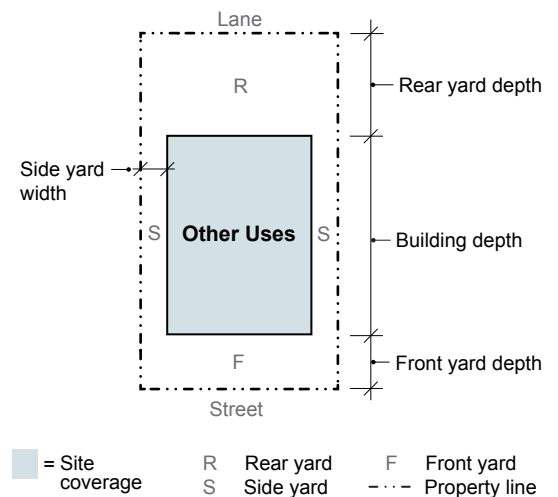 Lane
R
Rear yard depth
Side yard
width
S
Other Uses
S
Building depth
F
Front yard depth
Street
= Site
coverage
R Rear yard
S Side yard
F Front yard
Property line